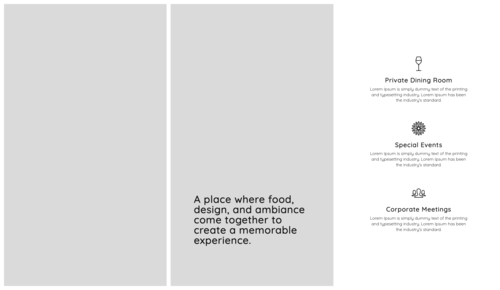 A place where food,
design, and ambiance
come together to
create a memorable
experience.
Private Dining Room
Lorem Ipsum is simply dummy text of the printing
and typesetting industry. Lorem Ipsum has been
the industry's standard
Special Events
Lorem Ipsum is simply dummy text of the printing
and typesetting industry. Lorem Ipsum has been
the industry's standard
Corporate Meetings
Lorem Ipsum is simply dummy text of the printing
and typesetting industry. Lorem Ipsum has been
the industry's standard